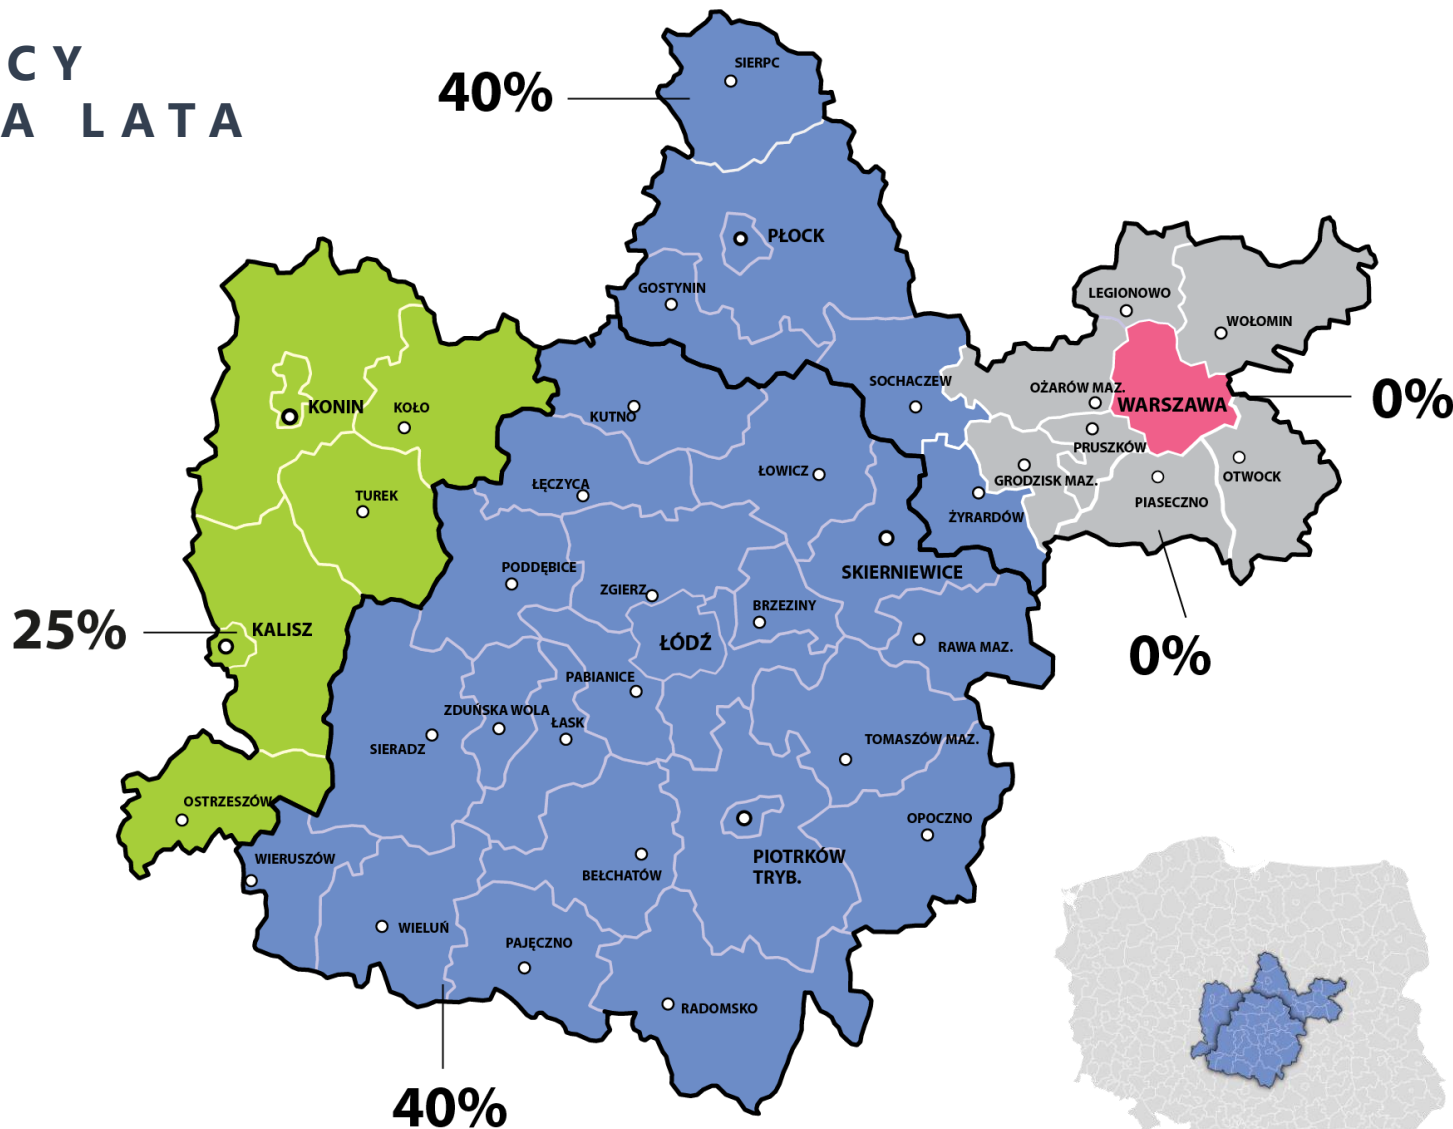 CY
A LATA
40%
SIERPC
PŁOCK
GOSTYNIN
LEGIONOWO
WOŁOMIN
SOCHACZEW
OŻARÓW MAZ.
WARSZAWA
0%
KONIN
KOŁO
KUTNO
PRUSZKÓW
ŁĘCZYCA
ŁOWICZ
GRODZISK MAZ.
OTWOCK
TUREK
PIASECZNO
ŻYRARDÓW
PODDĘBICE
SKIERNIEWICE
ZGIERZ
BRZEZINY
25%
KALISZ
ŁÓDŹ
RAWA MAZ.
0%
PABIANICE
ZDUŃSKA WOLA
ŁASK
SIERADZ
TOMASZÓW MAZ.
OSTRZESZÓW
OPOCZNO
WIERUSZÓW
PIOTRKÓW
TRYB.
BEŁCHATÓW
WIELUŃ
PAJĘCZNO
RADOMSKO
40%